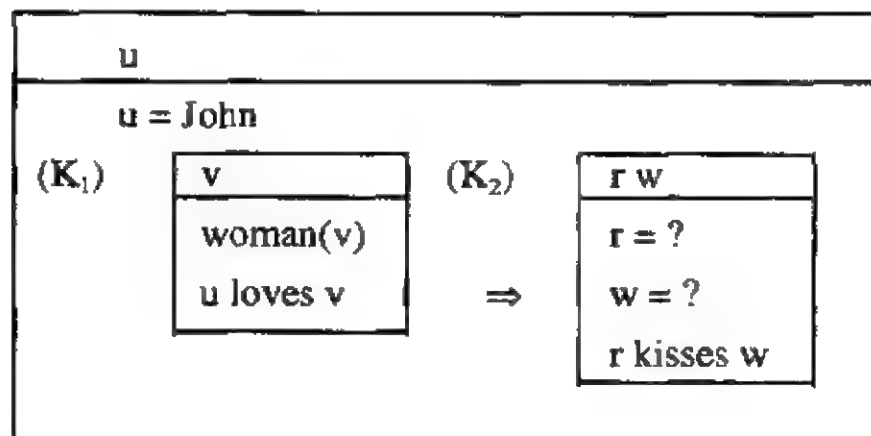 u
u = John
(K₁) v (K₂) r w
woman(v) r = ?
u loves v ⇒ w = ?
r kisses w